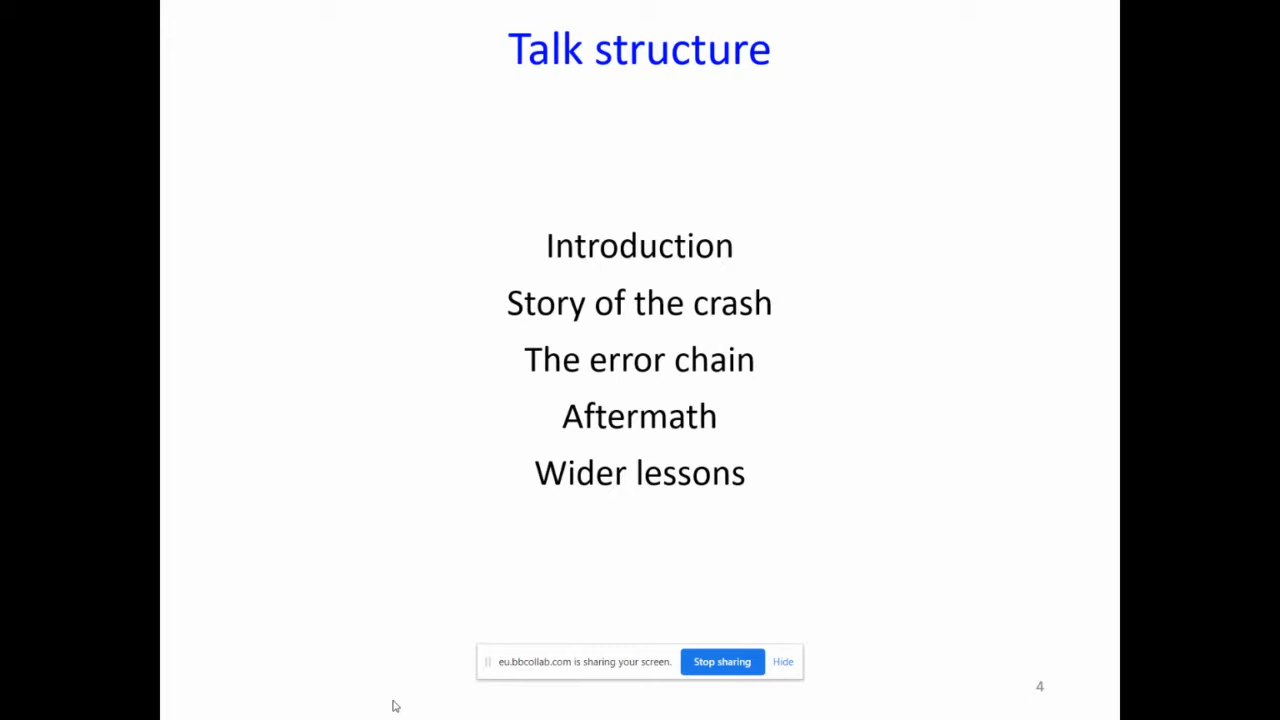 Talk structure
Introduction
Story of the crash
The error chain
Aftermath
Wider lessons
eu.bbcollab.com is sharing your screen. Stop sharing Hide
4